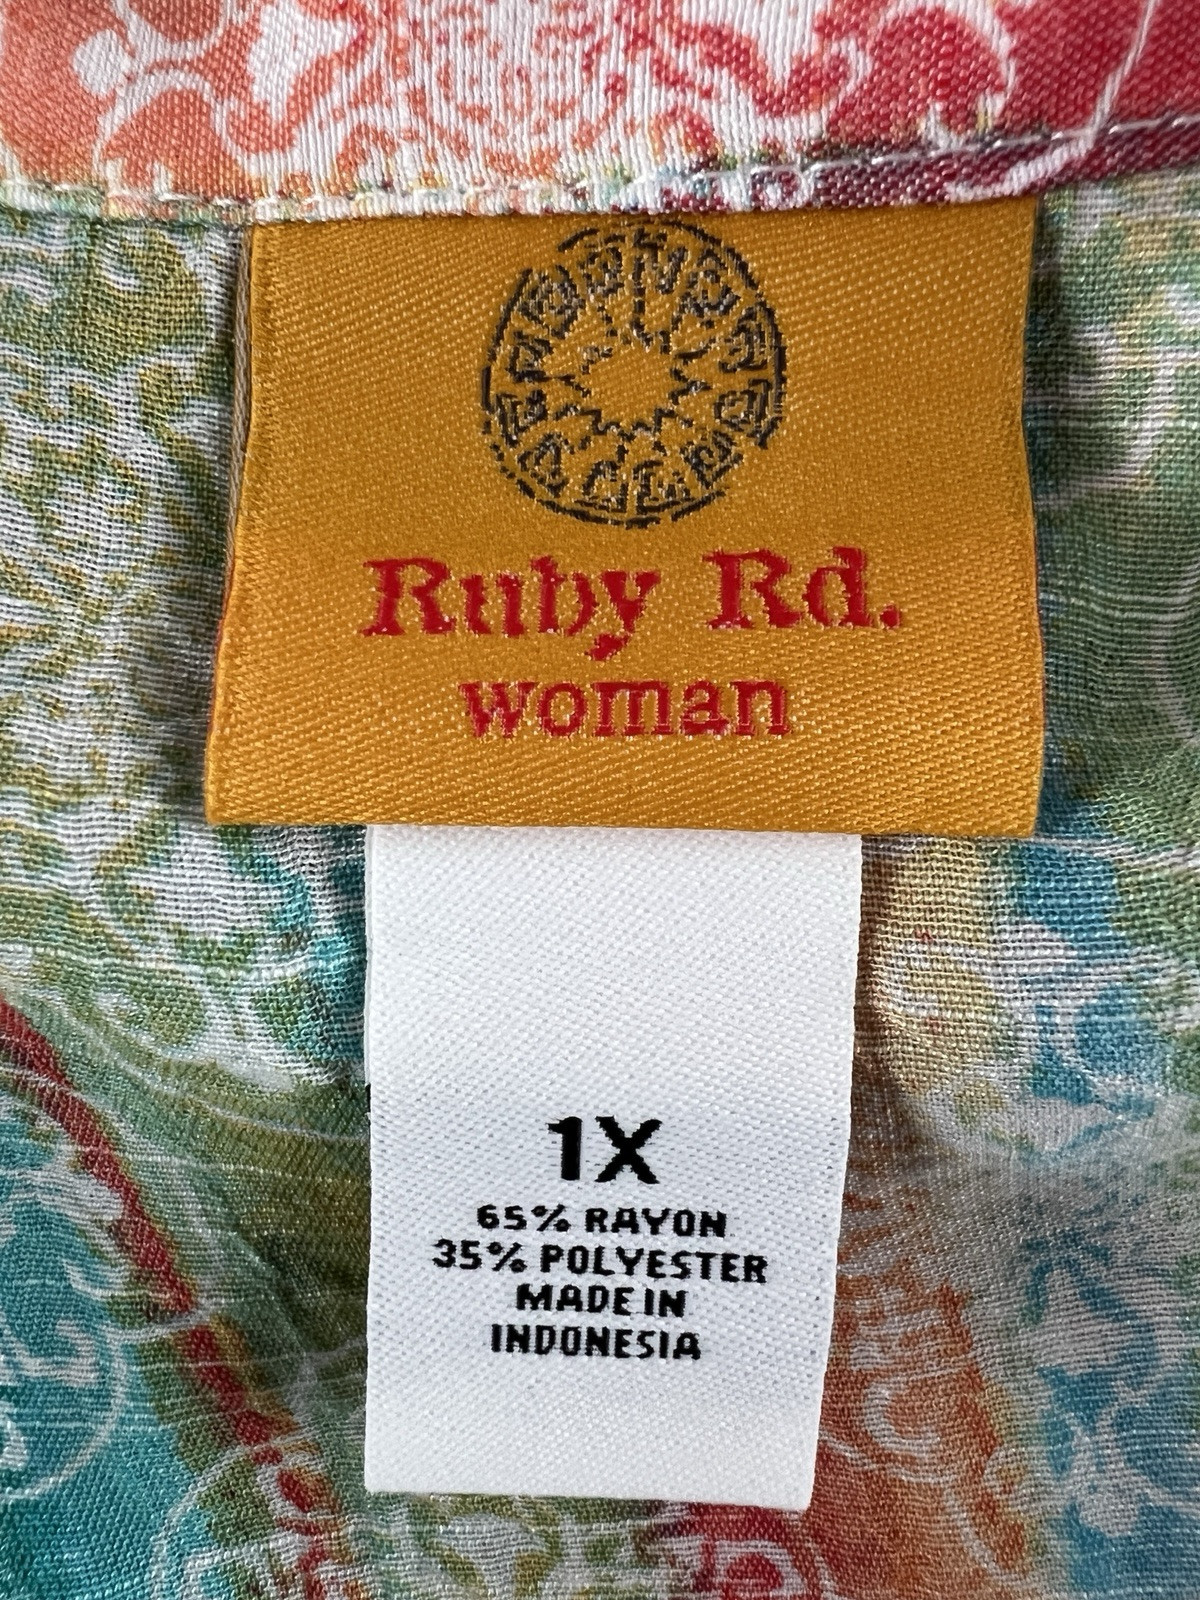 Ruby Rd.
woman
1X
65% RAYON
35% POLYESTER
MADE IN
INDONESIA